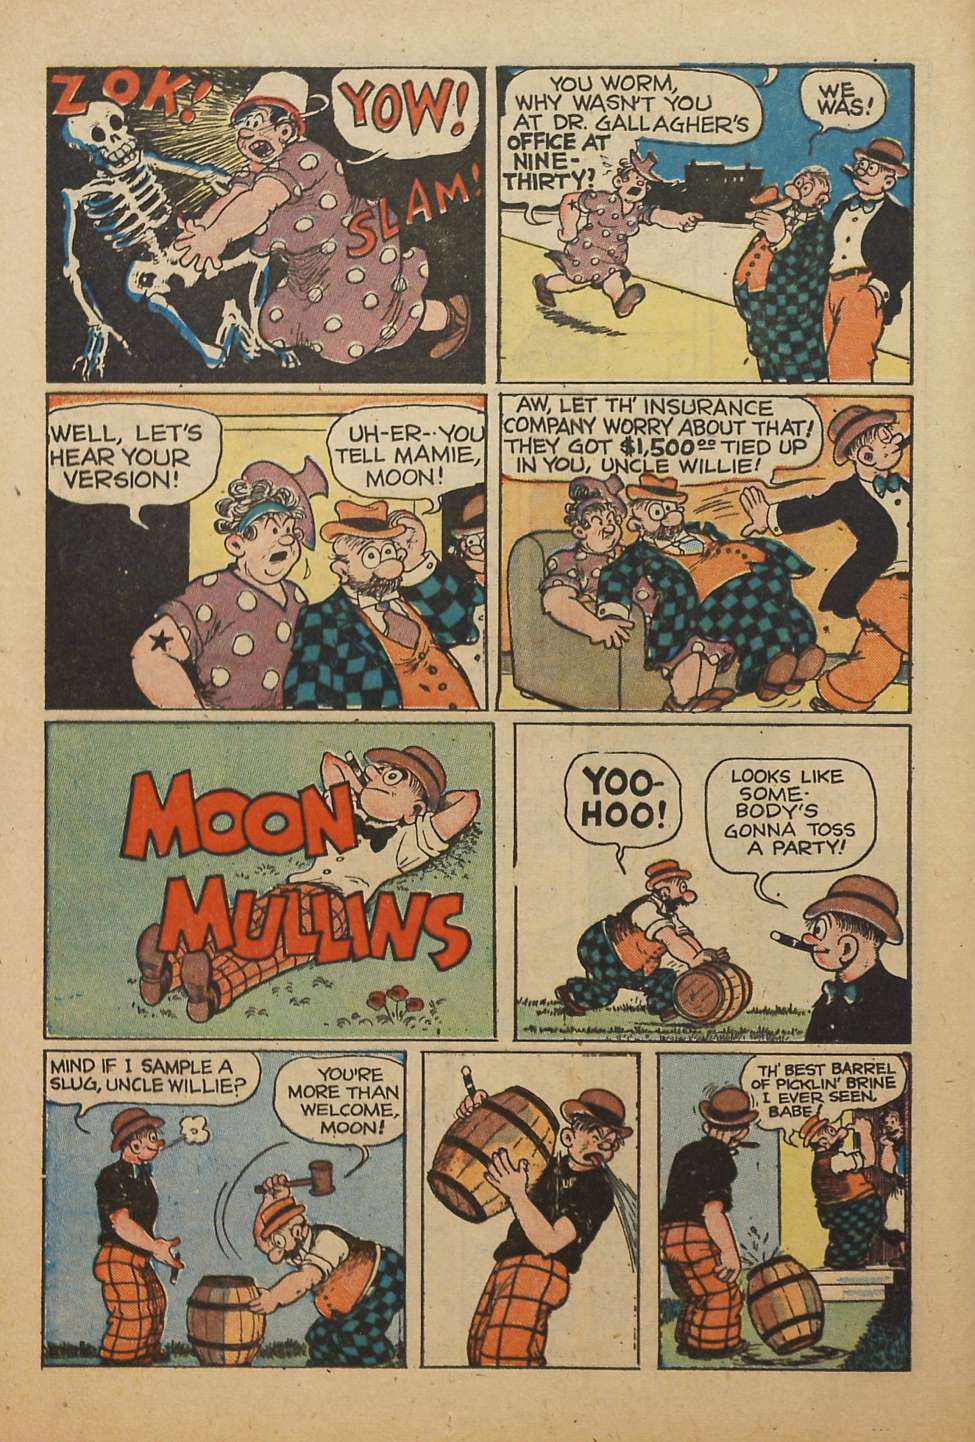 ZOK!
YOW!
SLAM!
YOU WORM,
WHY WASN'T YOU
AT DR. GALLAGHER'S
OFFICE AT
NINE-
THIRTY?
WE
WAS!
WELL, LET'S
HEAR YOUR
VERSION!
UH-ER--YOU
TELL MAMIE,
MOON!
AW, LET TH' INSURANCE
COMPANY WORRY ABOUT THAT!
THEY GOT $1,500.00 TIED UP
IN YOU, UNCLE WILLIE!
MOON
MULLINS
YOO-
HOO!
LOOKS LIKE
SOME-
BODY'S
GONNA TOSS
A PARTY!
MIND IF I SAMPLE A
SLUG, UNCLE WILLIE?
YOU'RE
MORE THAN
WELCOME,
MOON!
TH' BEST BARREL
OF PICKLIN' BRINE
I EVER SEEN,
BABE!